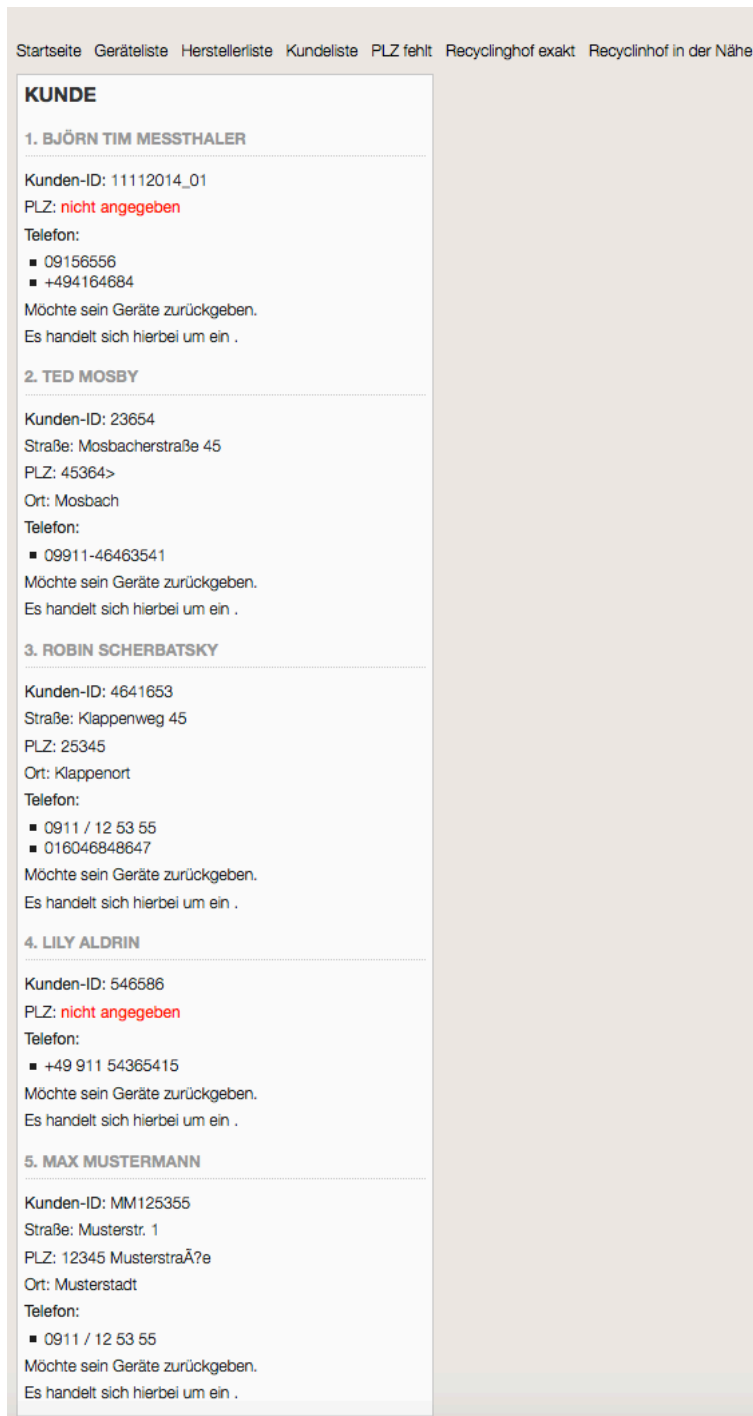 Startseite Geräteliste Herstellerliste Kundeliste PLZ fehlt Recyclinghof exakt Recyclinhof in der Nähe
KUNDE
1. BJÖRN TIM MESSTHALER
Kunden-ID: 11112014_01
PLZ: nicht angegeben
Telefon:
▪ 09156556
▪ +494164684
Möchte sein Geräte zurückgeben.
Es handelt sich hierbei um ein .
2. TED MOSBY
Kunden-ID: 23654
Straße: Mosbacherstraße 45
PLZ: 45364>
Ort: Mosbach
Telefon:
▪ 09911-46463541
Möchte sein Geräte zurückgeben.
Es handelt sich hierbei um ein .
3. ROBIN SCHERBATSKY
Kunden-ID: 4641653
Straße: Klappenweg 45
PLZ: 25345
Ort: Klappenort
Telefon:
▪ 0911 / 12 53 55
▪ 016046848647
Möchte sein Geräte zurückgeben.
Es handelt sich hierbei um ein .
4. LILY ALDRIN
Kunden-ID: 546586
PLZ: nicht angegeben
Telefon:
▪ +49 911 54365415
Möchte sein Geräte zurückgeben.
Es handelt sich hierbei um ein .
5. MAX MUSTERMANN
Kunden-ID: MM125355
Straße: Musterstr. 1
PLZ: 12345 MusterstraÃ?e
Ort: Musterstadt
Telefon:
▪ 0911 / 12 53 55
Möchte sein Geräte zurückgeben.
Es handelt sich hierbei um ein .